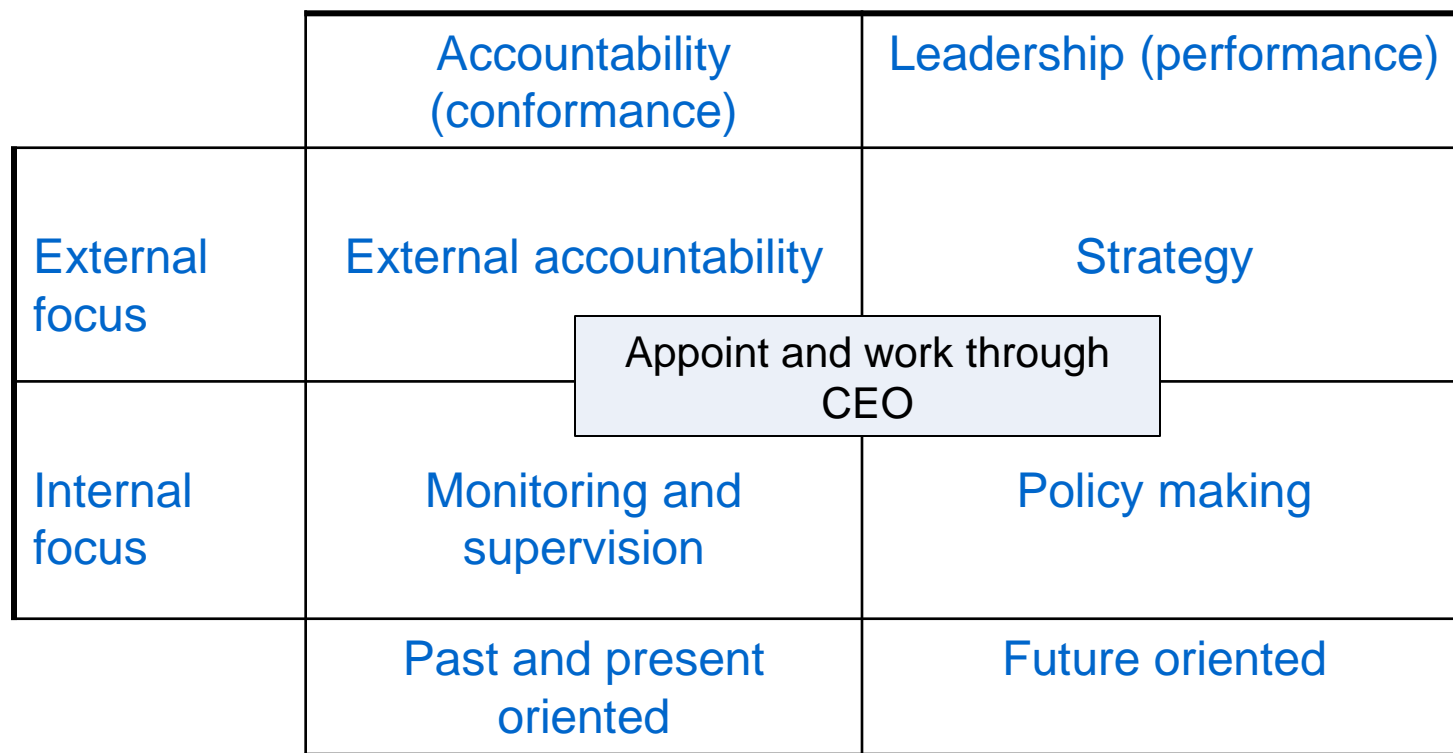 Accountability
(conformance)
Leadership (performance)
External
focus
External accountability
Strategy
Appoint and work through
CEO
Internal
focus
Monitoring and
supervision
Policy making
Past and present
oriented
Future oriented